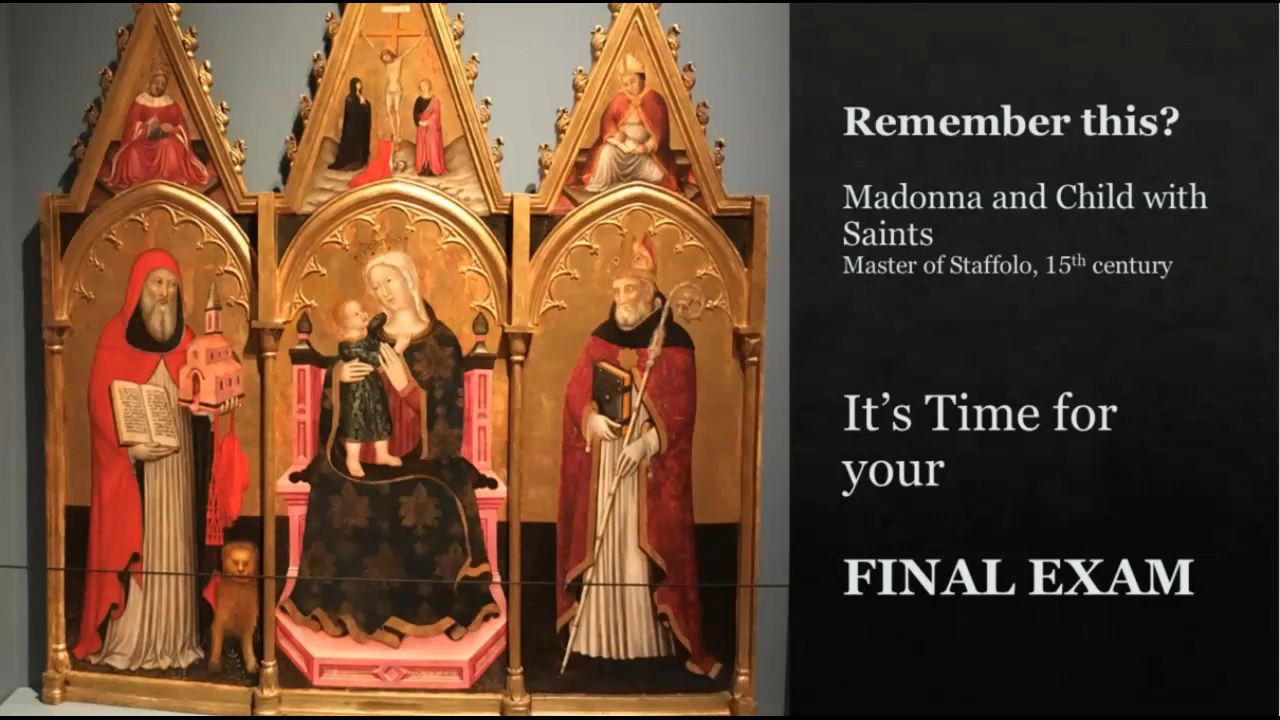 Remember this?
Madonna and Child with
Saints
Master of Staffolo, 15th century
It’s Time for
your
FINAL EXAM